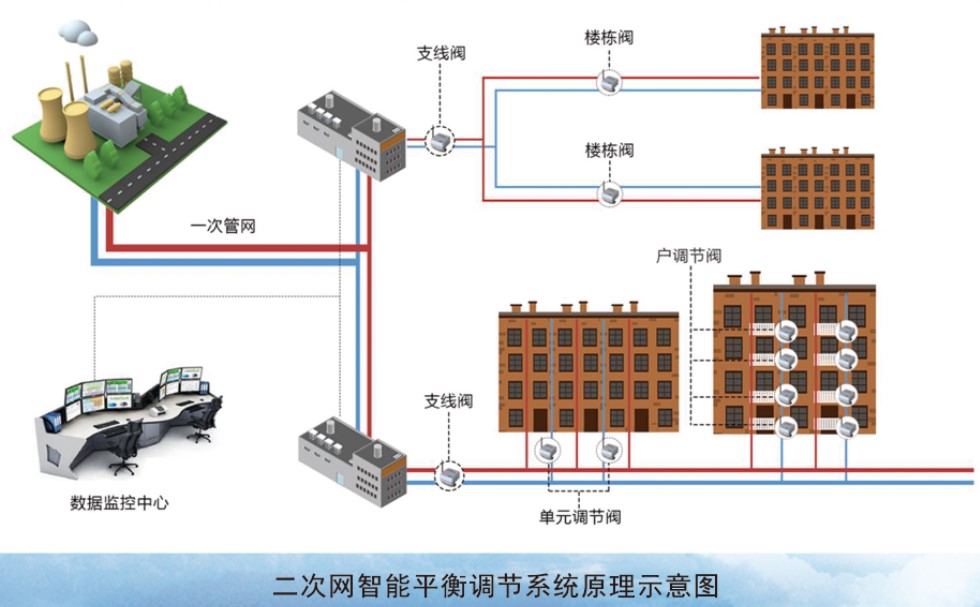 支线阀
楼栋阀
楼栋阀
一次管网
户调节阀
支线阀
数据监控中心
单元调节阀
二次网智能平衡调节系统原理示意图